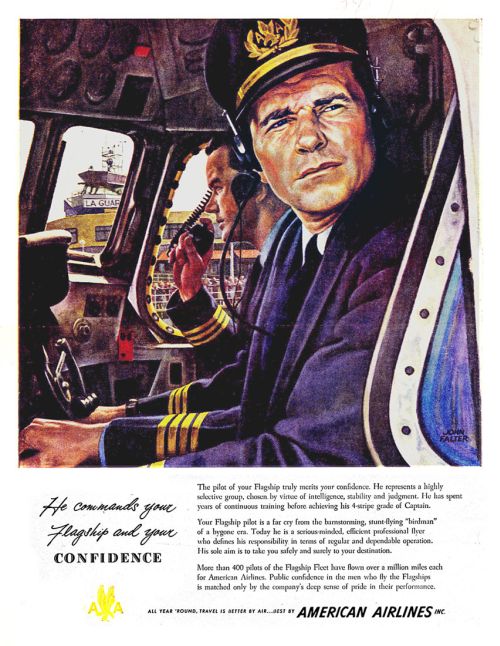 LA GUAR
JOHN
FALTER
He commands your
Flagship and your
CONFIDENCE
The pilot of your Flagship truly merits your confidence. He represents a highly
selective group, chosen by virtue of intelligence, stability and judgment. He has spent
years of continuous training before achieving his 4-stripe grade of Captain.
Your Flagship pilot is a far cry from the barnstorming, stunt-flying "birdman"
of a bygone era. Today he is a serious-minded, efficient professional flyer
who defines his responsibility in terms of regular and dependable operation.
His sole aim is to take you safely and surely to your destination.
More than 400 pilots of the Flagship Fleet have flown over a million miles each
for American Airlines. Public confidence in the men who fly the Flagships
is matched only by the company's deep sense of pride in their performance.
AA
ALL YEAR 'ROUND, TRAVEL IS BETTER BY AIR...BEST BY AMERICAN AIRLINES INC.